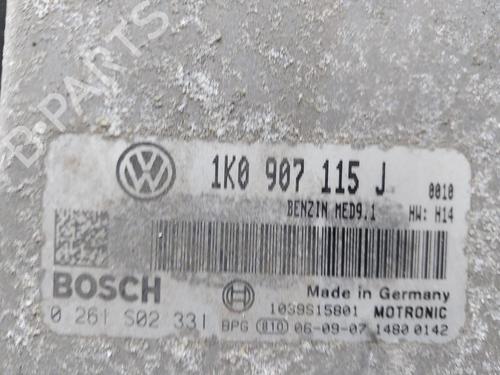 B-PARTS
1K0 907 115 J 0010
BENZIN MED9.1 HW: H14
BOSCH
Made in Germany
1039S15801 MOTRONIC
0 261 S02 331 BPG 810 06-09-07 1480 0142